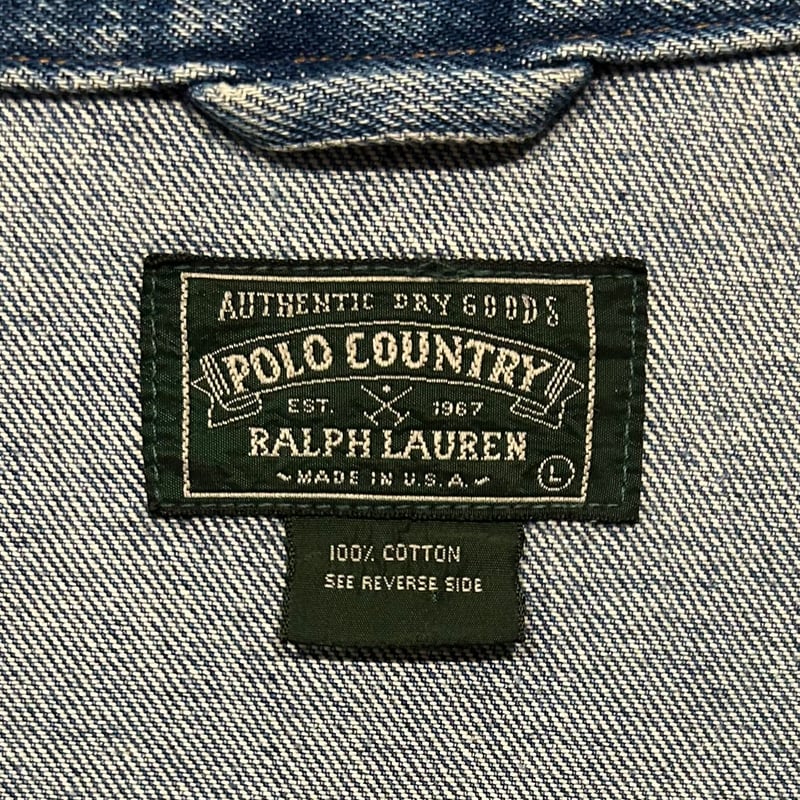 AUTHENTIC DRY GOODS
POLO COUNTRY
EST. 1967
RALPH LAUREN
MADE IN U.S.A.
L
100% COTTON
SEE REVERSE SIDE